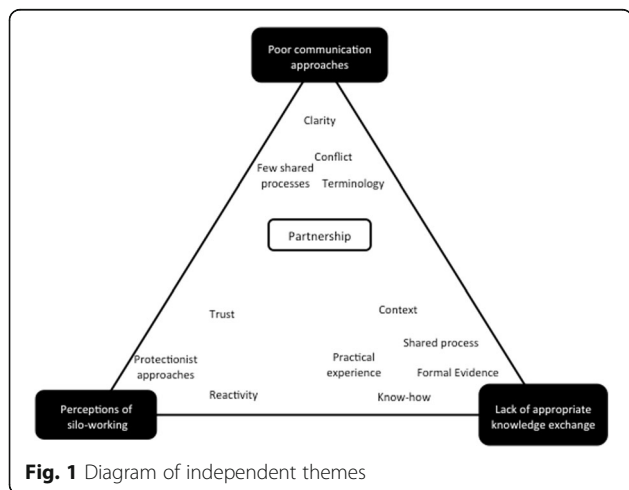 Poor communication
approaches
Clarity
Conflict
Few shared
processes
Terminology
Partnership
Trust
Context
Shared process
Protectionist
approaches
Practical
experience
Formal Evidence
Reactivity
Know-how
Perceptions of
silo-working
Lack of appropriate
knowledge exchange
Fig. 1 Diagram of independent themes